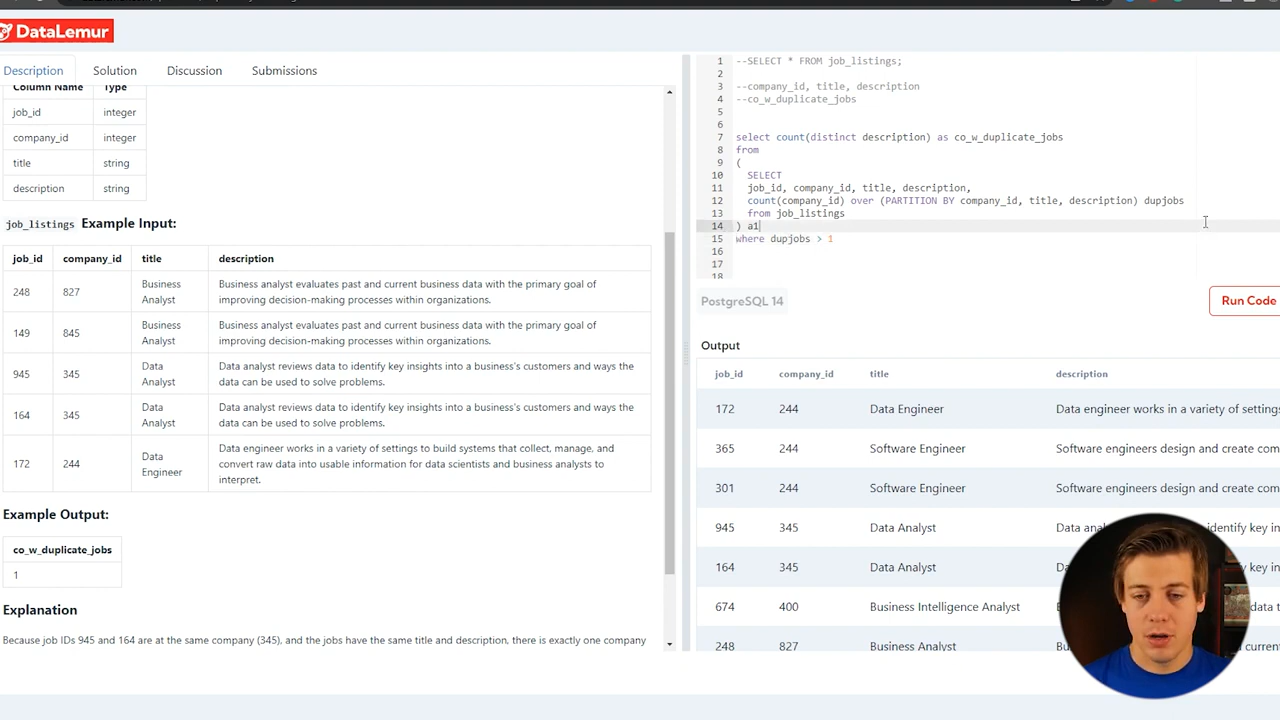 DataLemur
Description
Solution
Discussion
Submissions
Column Name
Type
job_id
integer
company_id
integer
title
string
description
string
job_listings Example Input:
job_id
company_id
title
description
248
827
Business
Analyst
Business analyst evaluates past and current business data with the primary goal of
improving decision-making processes within organizations.
149
845
Business
Analyst
Business analyst evaluates past and current business data with the primary goal of
improving decision-making processes within organizations.
945
345
Data
Analyst
Data analyst reviews data to identify key insights into a business's customers and ways the
data can be used to solve problems.
164
345
Data
Analyst
Data analyst reviews data to identify key insights into a business's customers and ways the
data can be used to solve problems.
172
244
Data
Engineer
Data engineer works in a variety of settings to build systems that collect, manage, and
convert raw data into usable information for data scientists and business analysts to
interpret.
Example Output:
co_w_duplicate_jobs
1
Explanation
Because job IDs 945 and 164 are at the same company (345), and the jobs have the same title and description, there is exactly one company
1 --SELECT * FROM job_listings;
2
3 --company_id, title, description
4 --co_w_duplicate_jobs
5
6
7 select count(distinct description) as co_w_duplicate_jobs
8 from
9 (
10 SELECT
11 job_id, company_id, title, description,
12 count(company_id) over (PARTITION BY company_id, title, description) dupjobs
13 from job_listings
14 ) a1
15 where dupjobs > 1
16
17
18
PostgreSQL 14
Run Code
Output
job_id
company_id
title
description
172
244
Data Engineer
Data engineer works in a variety of settings
365
244
Software Engineer
Software engineers design and create com
301
244
Software Engineer
Software engineers design and create com
945
345
Data Analyst
Data identify key in
164
345
Data Analyst
674
400
Business Intelligence Analyst
data t
248
827
Business Analyst
current